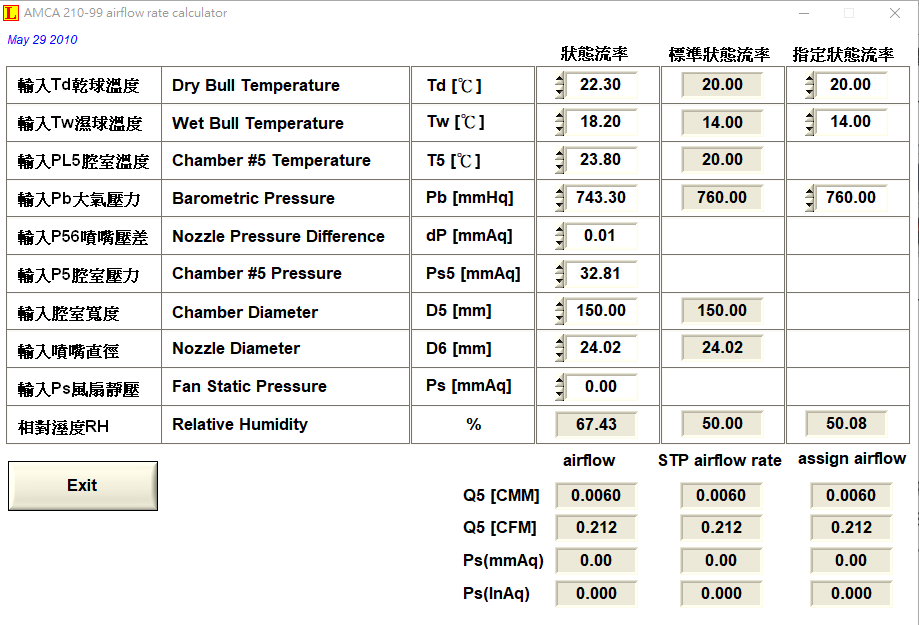 AMCA 210-99 airflow rate calculator
May 29 2010
狀態流率 標準狀態流率 指定狀態流率
輸入Td乾球溫度 Dry Bull Temperature Td [℃] 22.30 20.00 20.00
輸入Tw濕球溫度 Wet Bull Temperature Tw [℃] 18.20 14.00 14.00
輸入PL5腔室溫度 Chamber #5 Temperature T5 [℃] 23.80 20.00
輸入Pb大氣壓力 Barometric Pressure Pb [mmHq] 743.30 760.00 760.00
輸入P56噴嘴壓差 Nozzle Pressure Difference dP [mmAq] 0.01
輸入P5腔室壓力 Chamber #5 Pressure Ps5 [mmAq] 32.81
輸入腔室寬度 Chamber Diameter D5 [mm] 150.00 150.00
輸入噴嘴直徑 Nozzle Diameter D6 [mm] 24.02 24.02
輸入Ps風扇靜壓 Fan Static Pressure Ps [mmAq] 0.00
相對溼度RH Relative Humidity % 67.43 50.00 50.08
airflow STP airflow rate assign airflow
Exit
Q5 [CMM] 0.0060 0.0060 0.0060
Q5 [CFM] 0.212 0.212 0.212
Ps(mmAq) 0.00 0.00 0.00
Ps(InAq) 0.000 0.000 0.000